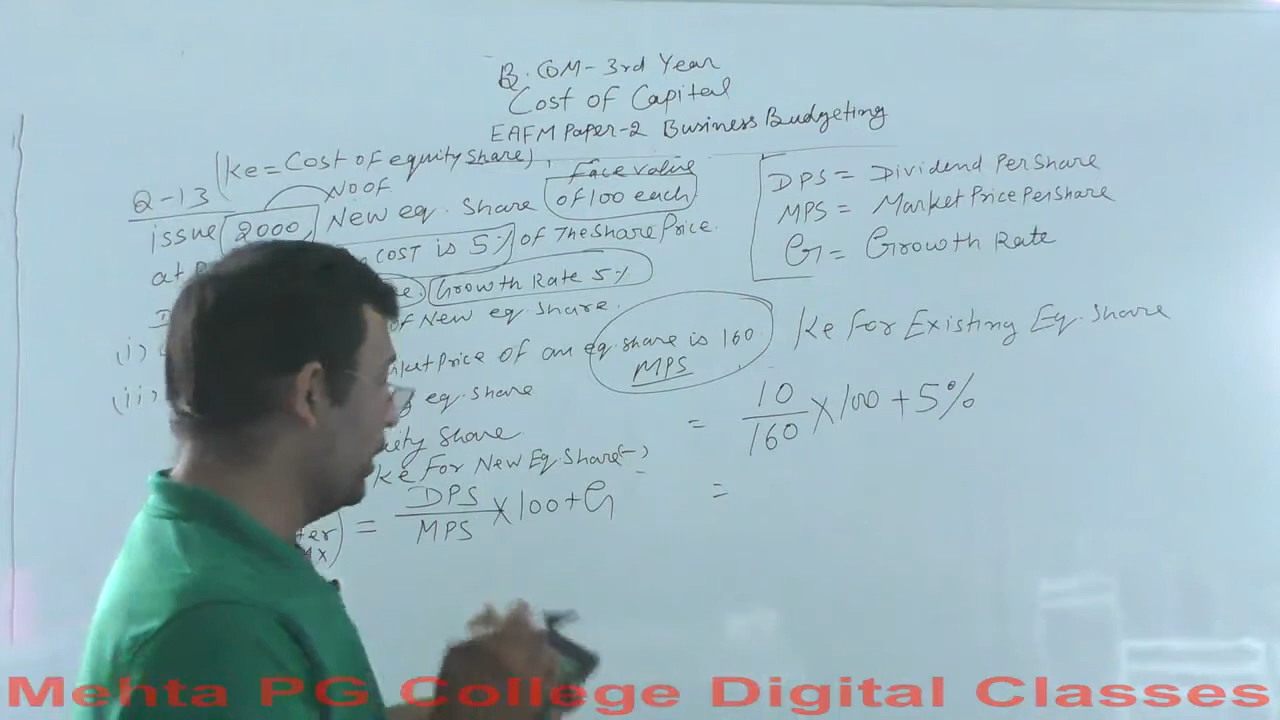 B.COM-3rd Year
Cost of Capital
EAFM Paper-2 Business Budgeting
(Ke = Cost of equity share),
Q-13
NO OF
Face value
issue 2000, New eq. share of 100 each
at
COST is 5% of The Share Price.
Growth Rate 5%
of New eq. share.
(i)
Price of an eq. share is 160
MPS
(ii)
eq. share
Share
Ke For New Eq. Share
= DPS/MPS × 100 + G
DPS = Dividend Per Share
MPS = Market Price Per Share
G = Growth Rate
Ke For Existing Eq. Share
= 10/160 × 100 + 5%
=
Mehta PG College Digital Classes